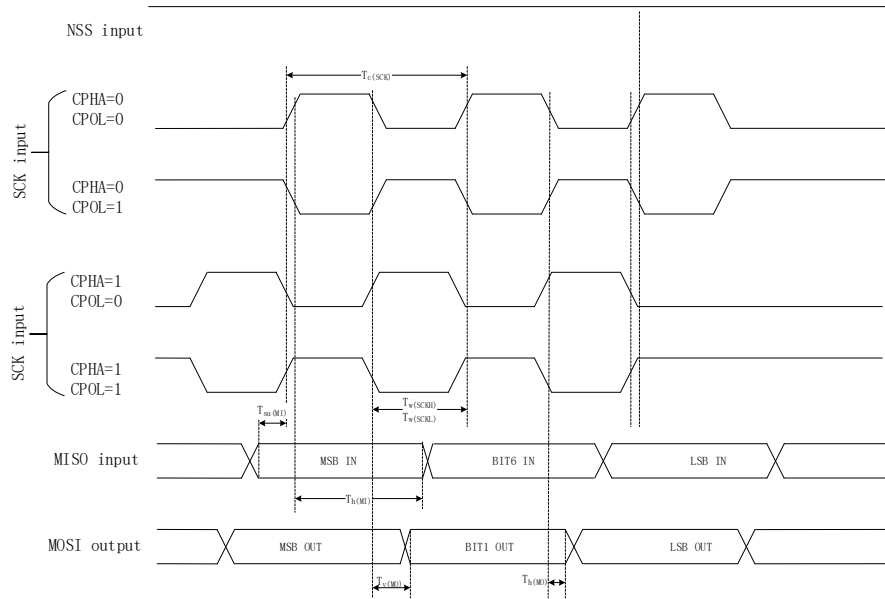 NSS input
Tc(SCK)
CPHA=0
CPOL=0
SCK input
CPHA=0
CPOL=1
CPHA=1
CPOL=0
SCK input
CPHA=1
CPOL=1
Tw(SCKH)
Tw(SCKL)
Tsu(MI)
MISO input
MSB IN
BIT6 IN
LSB IN
Th(MI)
MOSI output
MSB OUT
BIT1 OUT
LSB OUT
Tv(MO)
Th(MO)